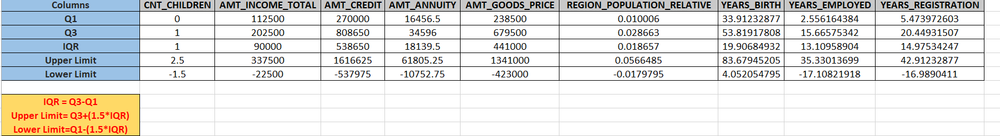 Columns CNT_CHILDREN AMT_INCOME_TOTAL AMT_CREDIT AMT_ANNUITY AMT_GOODS_PRICE REGION_POPULATION_RELATIVE YEARS_BIRTH YEARS_EMPLOYED YEARS_REGISTRATION
Q1 0 112500 270000 16456.5 238500 0.010006 33.91232877 2.556164384 5.473972603
Q3 1 202500 808650 34596 679500 0.028663 53.81917808 15.66575342 20.44931507
IQR 1 90000 538650 18139.5 441000 0.018657 19.90684932 13.10958904 14.97534247
Upper Limit 2.5 337500 1616625 61805.25 1341000 0.0566485 83.67945205 35.33013699 42.91232877
Lower Limit -1.5 -22500 -537975 -10752.75 -423000 -0.0179795 4.052054795 -17.10821918 -16.9890411
IQR = Q3-Q1
Upper Limit= Q3+(1.5*IQR)
Lower Limit=Q1-(1.5*IQR)